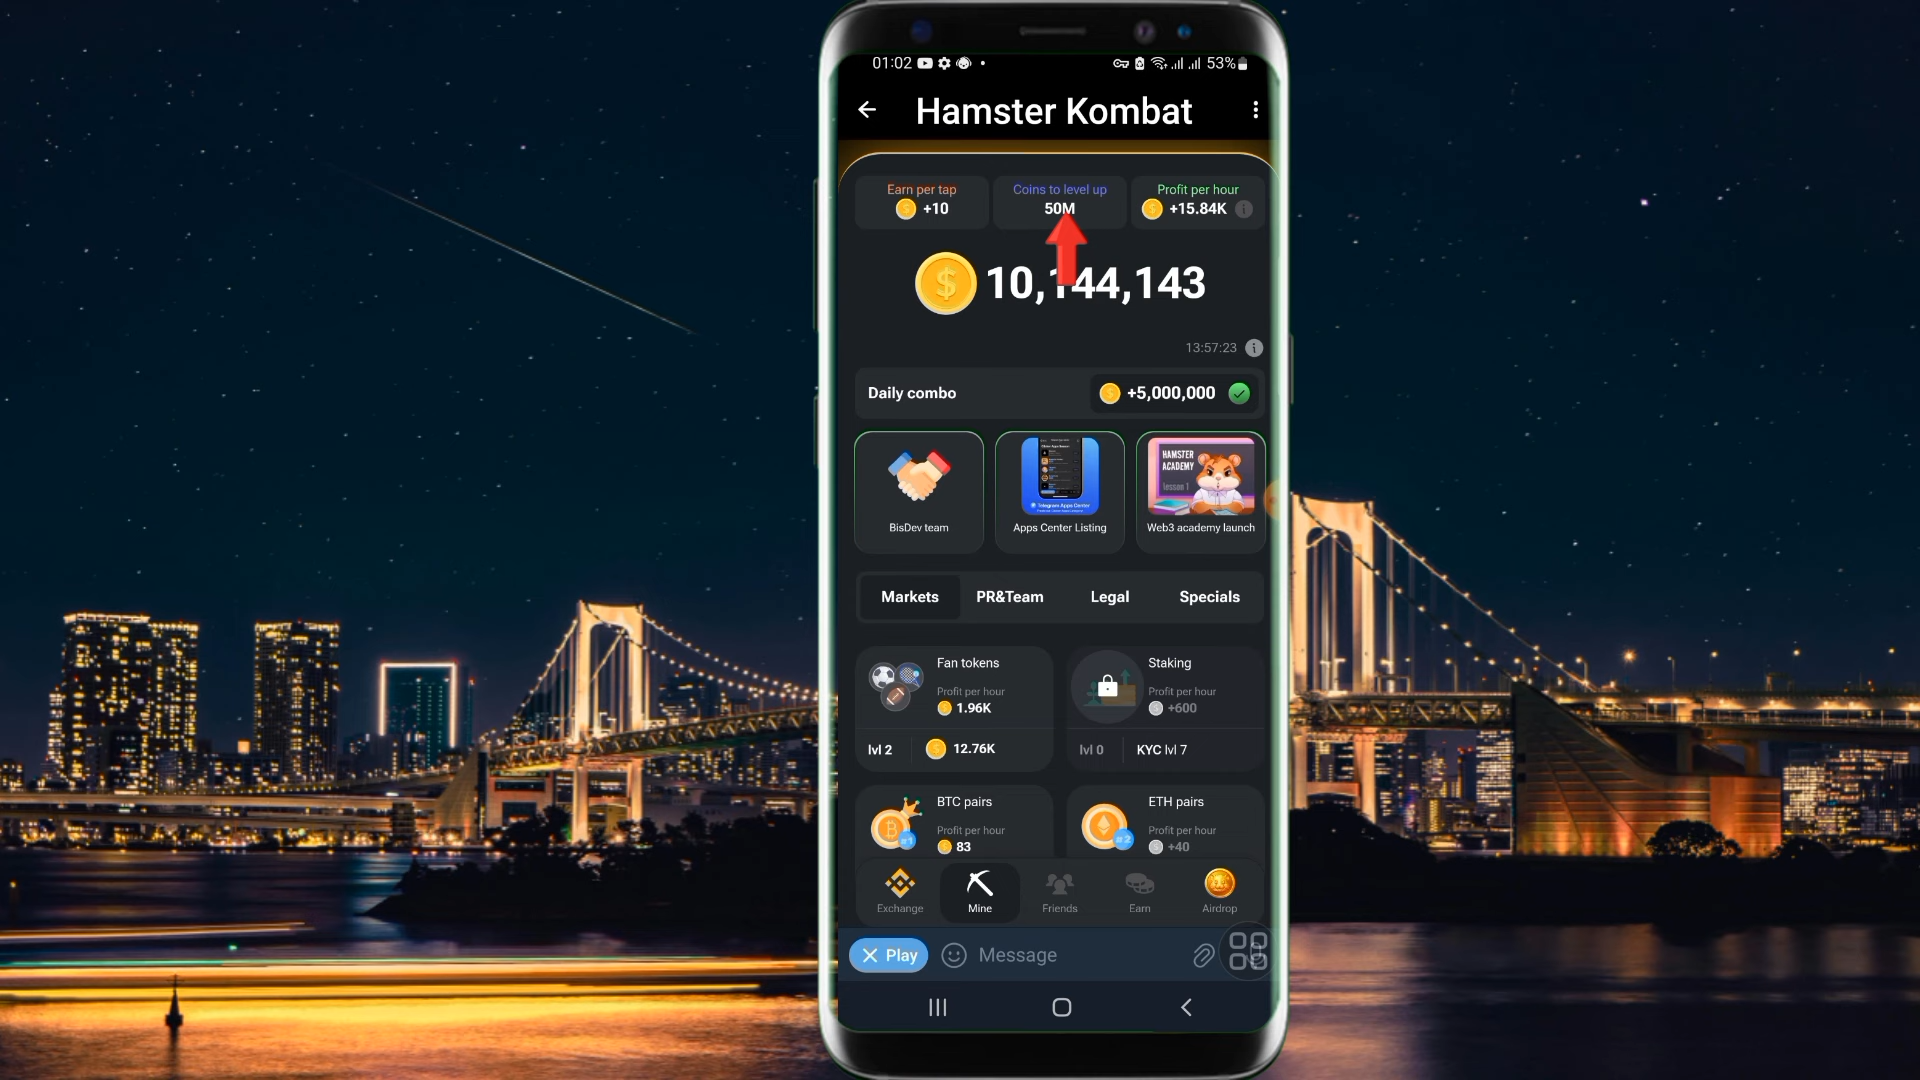 01:02 53%
Hamster Kombat
Earn per tap
+10
Coins to level up
50M
Profit per hour
+15.84K
10,144,143
13:57:23
Daily combo
+5,000,000
BisDev team
Apps Center Listing
HAMSTER
ACADEMY
lesson 1
Web3 academy launch
Markets PR&Team Legal Specials
Fan tokens
Profit per hour
1.96K
lvl 2 12.76K
Staking
Profit per hour
+600
lvl 0 KYC lvl 7
BTC pairs
Profit per hour
83
ETH pairs
Profit per hour
+40
Exchange Mine Friends Earn Airdrop
Play Message